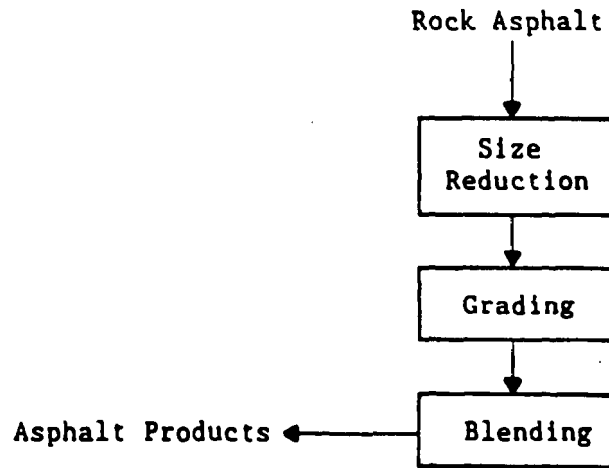 Rock Asphalt
Size
Reduction
Grading
Blending
Asphalt Products